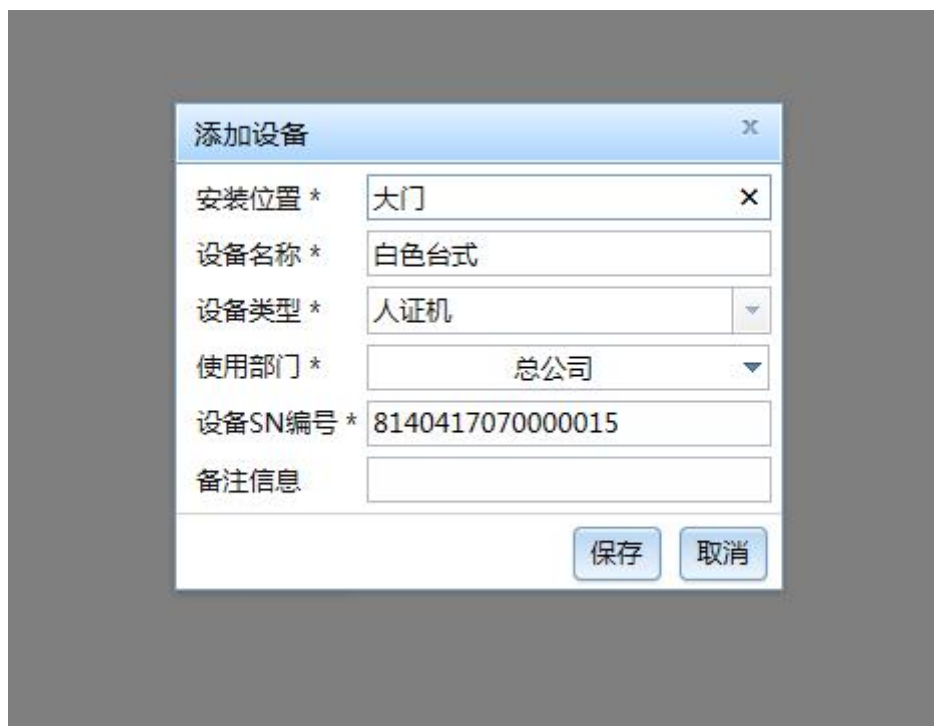 添加设备
安装位置 * 大门
设备名称 * 白色台式
设备类型 * 人证机
使用部门 * 总公司
设备SN编号 * 8140417070000015
备注信息
保存 取消